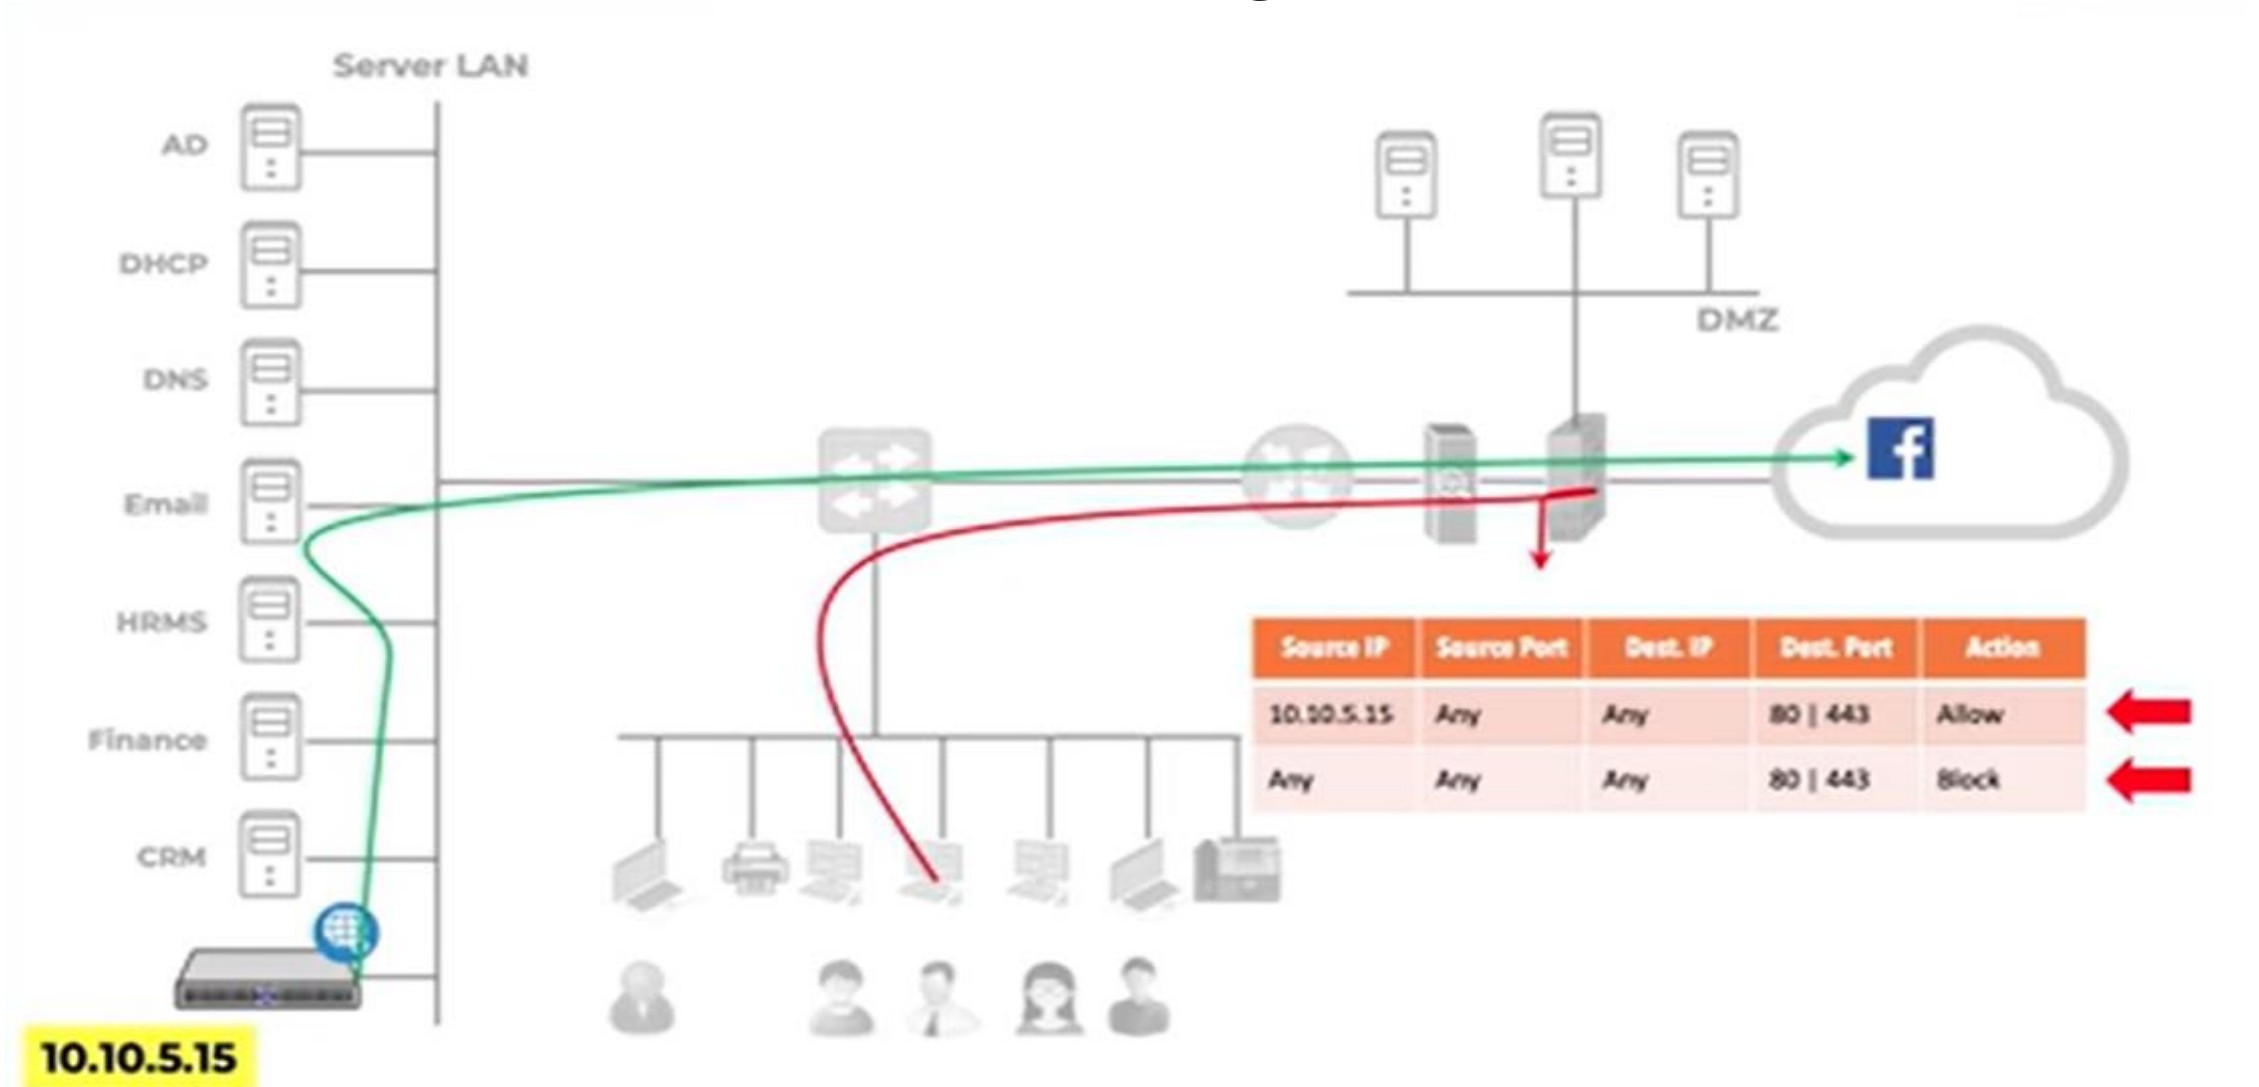 Server LAN
AD
DHCP
DNS
Email
HRMS
Finance
CRM
10.10.5.15
DMZ
f
Source IP Source Port Dest. IP Dest. Port Action
10.10.5.15 Any Any 80 | 443 Allow
Any Any Any 80 | 443 Block